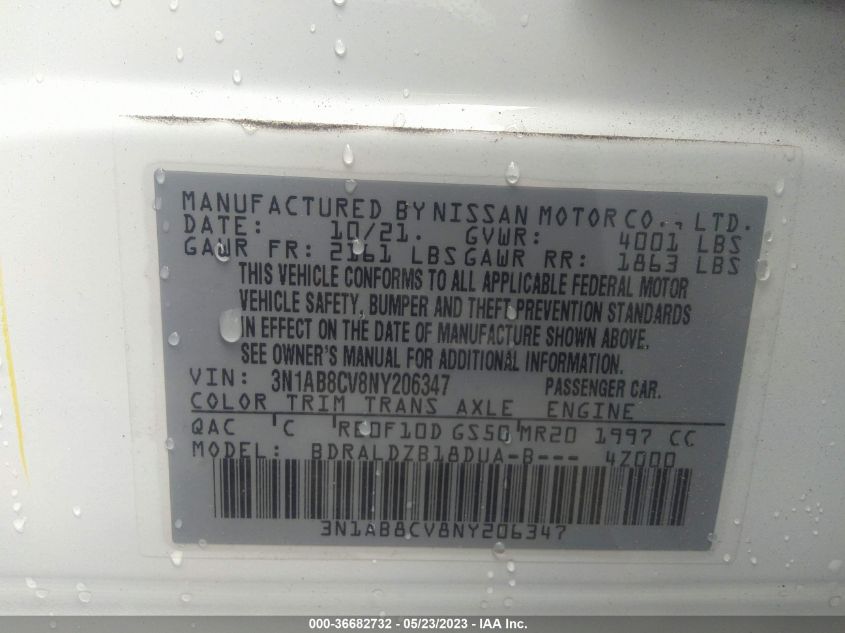 MANUFACTURED BY NISSAN MOTOR CO., LTD.
DATE: 10/21. GVWR: 4001 LBS
GAWR FR: 2161 LBS GAWR RR: 1863 LBS
THIS VEHICLE CONFORMS TO ALL APPLICABLE FEDERAL MOTOR
VEHICLE SAFETY, BUMPER AND THEFT PREVENTION STANDARDS
IN EFFECT ON THE DATE OF MANUFACTURE SHOWN ABOVE.
SEE OWNER'S MANUAL FOR ADDITIONAL INFORMATION.
VIN: 3N1AB8CV8NY206347 PASSENGER CAR.
COLOR TRIM TRANS AXLE ENGINE
QAC C RE0F10D GS50 MR20 1997 CC
MODEL: BDRALDZB18DUA-B--- 4Z000
3N1AB8CV8NY206347
000-36682732 - 05/23/2023 - IAA Inc.